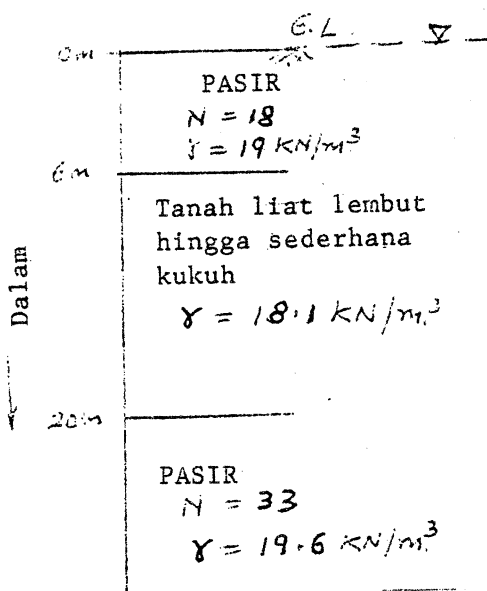 G.L
0m
PASIR
N = 18
γ = 19 KN/m³
6m
Tanah liat lembut
hingga sederhana
kukuh
γ = 18.1 KN/m³
Dalam
20m
PASIR
N = 33
γ = 19.6 KN/m³